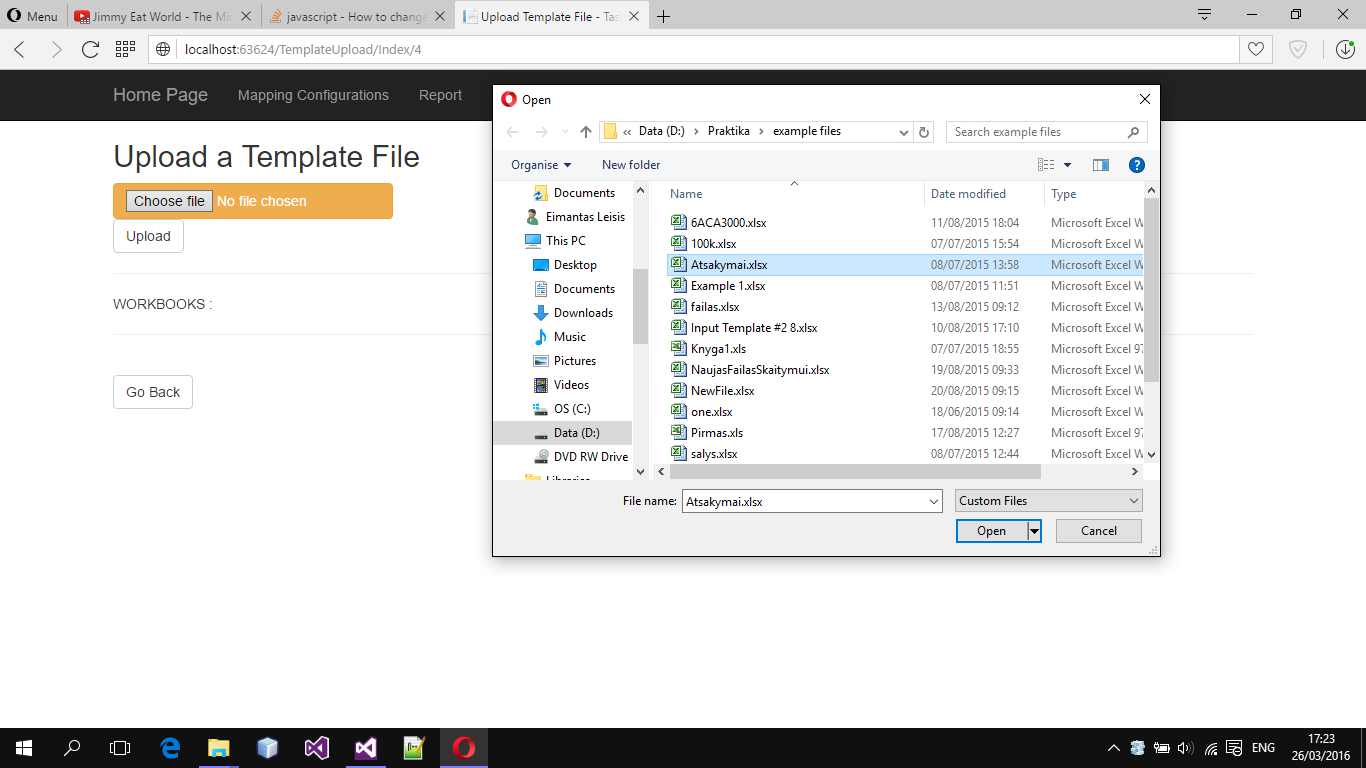 Menu
Jimmy Eat World - The Mi
javascript - How to change
Upload Template File - Tas
localhost:63624/TemplateUpload/Index/4
Home Page Mapping Configurations Report
Upload a Template File
Choose file No file chosen
Upload
WORKBOOKS :
Go Back
Open
« Data (D:) > Praktika > example files
Search example files
Organise New folder
Documents
Eimantas Leisis
This PC
Desktop
Documents
Downloads
Music
Pictures
Videos
OS (C:)
Data (D:)
DVD RW Drive
Libraries
Name Date modified Type
6ACA3000.xlsx 11/08/2015 18:04 Microsoft Excel W
100k.xlsx 07/07/2015 15:54 Microsoft Excel W
Atsakymai.xlsx 08/07/2015 13:58 Microsoft Excel W
Example 1.xlsx 08/07/2015 11:51 Microsoft Excel W
failas.xlsx 13/08/2015 09:12 Microsoft Excel W
Input Template #2 8.xlsx 10/08/2015 17:10 Microsoft Excel W
Knyga1.xls 07/07/2015 18:55 Microsoft Excel 97
NaujasFailasSkaitymui.xlsx 19/08/2015 09:33 Microsoft Excel W
NewFile.xlsx 20/08/2015 09:15 Microsoft Excel W
one.xlsx 18/06/2015 09:14 Microsoft Excel W
Pirmas.xls 17/08/2015 12:27 Microsoft Excel 97
salys.xlsx 08/07/2015 12:44 Microsoft Excel W
File name: Atsakymai.xlsx Custom Files
Open Cancel
ENG
17:23
26/03/2016